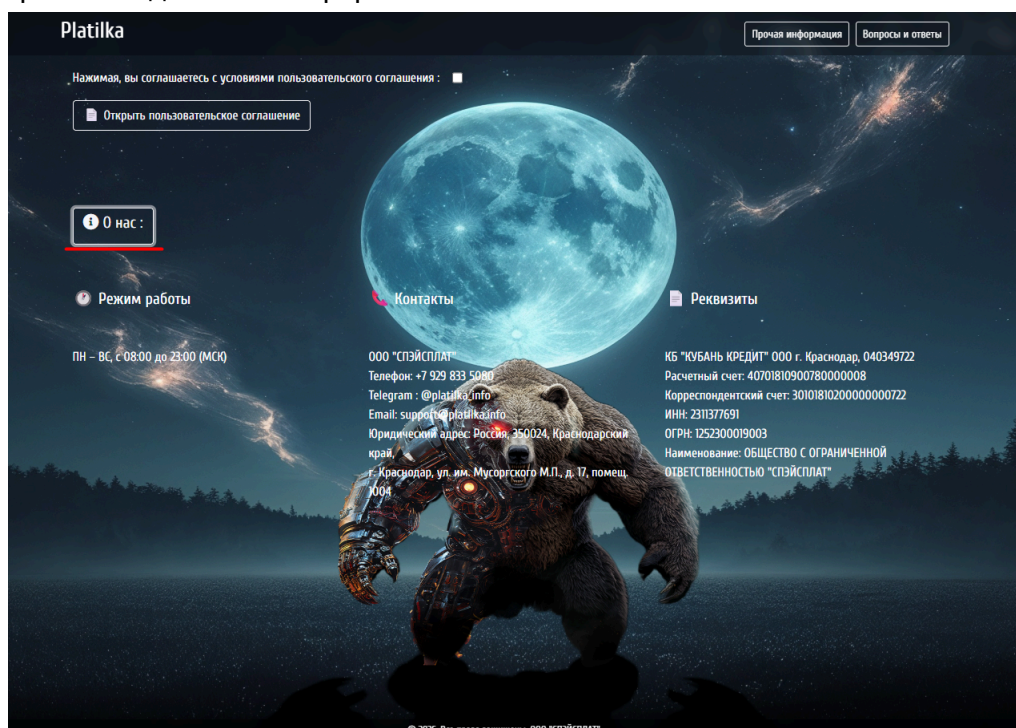 Platilka
Прочая информация
Вопросы и ответы
Нажимая, вы соглашаетесь с условиями пользовательского соглашения :
Открыть пользовательское соглашение
О нас :
Режим работы
ПН – ВС, с 08:00 до 23:00 (МСК)
Контакты
ООО "СПЭЙСПЛАТ"
Телефон: +7 929 833 5080
Telegram : @platilka_info
Email: support@platilka.info
Юридический адрес: Россия, 350024, Краснодарский
край,
г. Краснодар, ул. им. Мусоргского М.П., д. 17, помещ.
1004
Реквизиты
КБ "КУБАНЬ КРЕДИТ" ООО г. Краснодар, 040349722
Расчетный счет: 40701810900780000008
Корреспондентский счет: 30101810200000000722
ИНН: 2311377691
ОГРН: 1252300019003
Наименование: ОБЩЕСТВО С ОГРАНИЧЕННОЙ
ОТВЕТСТВЕННОСТЬЮ "СПЭЙСПЛАТ"